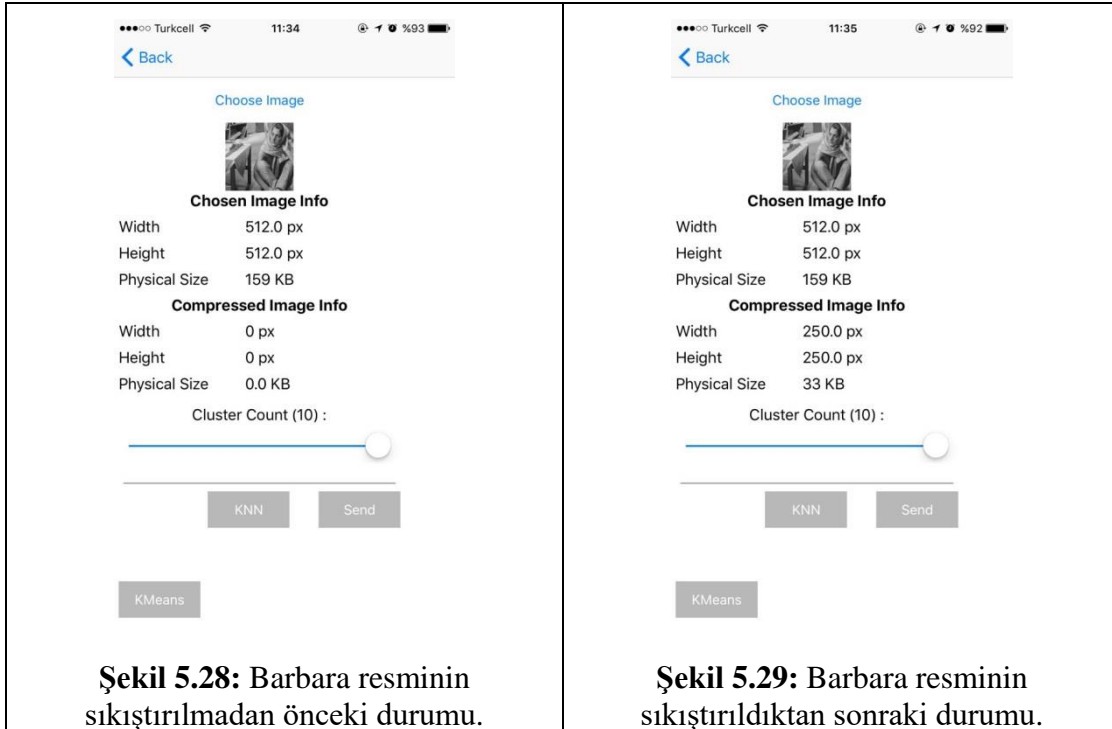 ●●●○○ Turkcell 11:34 %93
Back
Choose Image
Chosen Image Info
Width 512.0 px
Height 512.0 px
Physical Size 159 KB
Compressed Image Info
Width 0 px
Height 0 px
Physical Size 0.0 KB
Cluster Count (10) :
KNN Send
KMeans
Şekil 5.28: Barbara resminin
sıkıştırılmadan önceki durumu.
●●●○○ Turkcell 11:35 %92
Back
Choose Image
Chosen Image Info
Width 512.0 px
Height 512.0 px
Physical Size 159 KB
Compressed Image Info
Width 250.0 px
Height 250.0 px
Physical Size 33 KB
Cluster Count (10) :
KNN Send
KMeans
Şekil 5.29: Barbara resminin
sıkıştırıldıktan sonraki durumu.